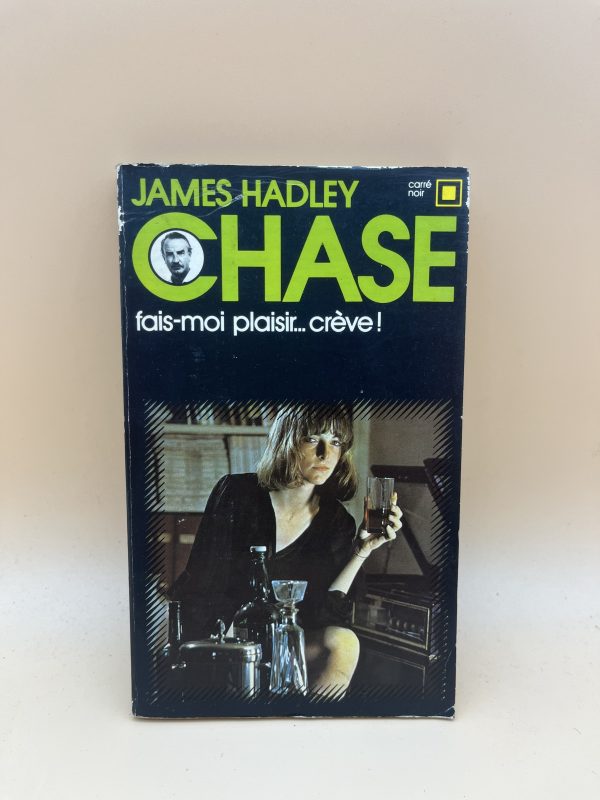 JAMES HADLEY
carré
noir
CHASE
fais-moi plaisir... crève!